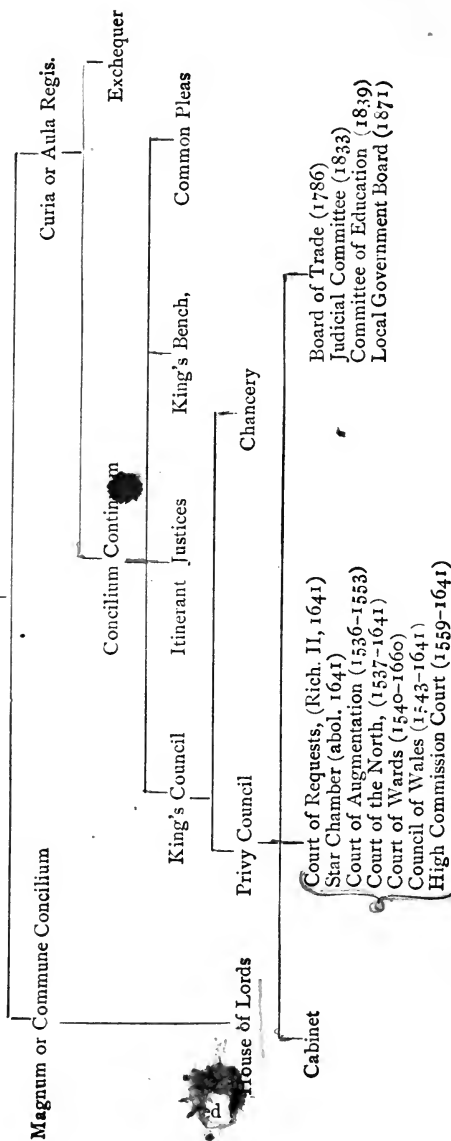 Magnum or Commune Concilium
Curia or Aula Regis.
Concilium
Exchequer
King's Council
Itinerant Justices
King's Bench,
Common Pleas
House of Lords
Privy Council
Chancery
Cabinet
Court of Requests, (Rich. II, 1641)
Star Chamber (abol. 1641)
Court of Augmentation (1536-1553)
Court of the North, (1537-1641)
Court of Wards (1540-1660)
Council of Wales (1543-1641)
High Commission Court (1559-1641)
Board of Trade (1786)
Judicial Committee (1833)
Committee of Education (1839)
Local Government Board (1871)